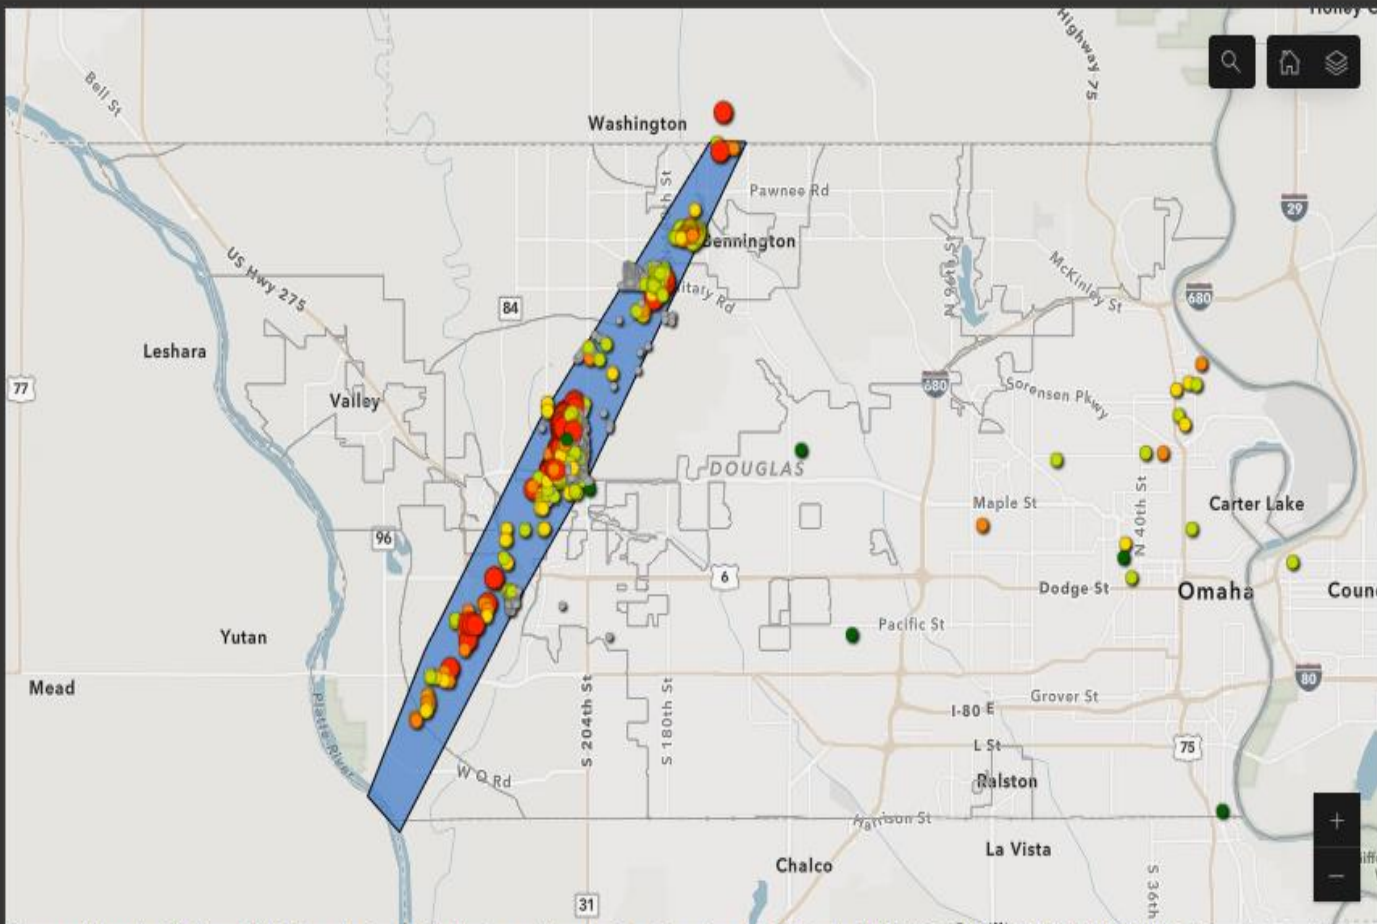 Bell St
Highway 75
Washington
Pawnee Rd
Bennington
29
US Hwy 275
N 96th St
McKinley St
680
84
Leshara
77
Valley
680
Sorensen Pkwy
DOUGLAS
Maple St
N 40th St
Carter Lake
96
6
Dodge St
Omaha
Pacific St
Yutan
Mead
80
Platte River
S 204th St
S 180th St
Grover St
I-80 E
L St
75
W Q Rd
Ralston
Harrison St
La Vista
Chalco
S 36th
31
+
−